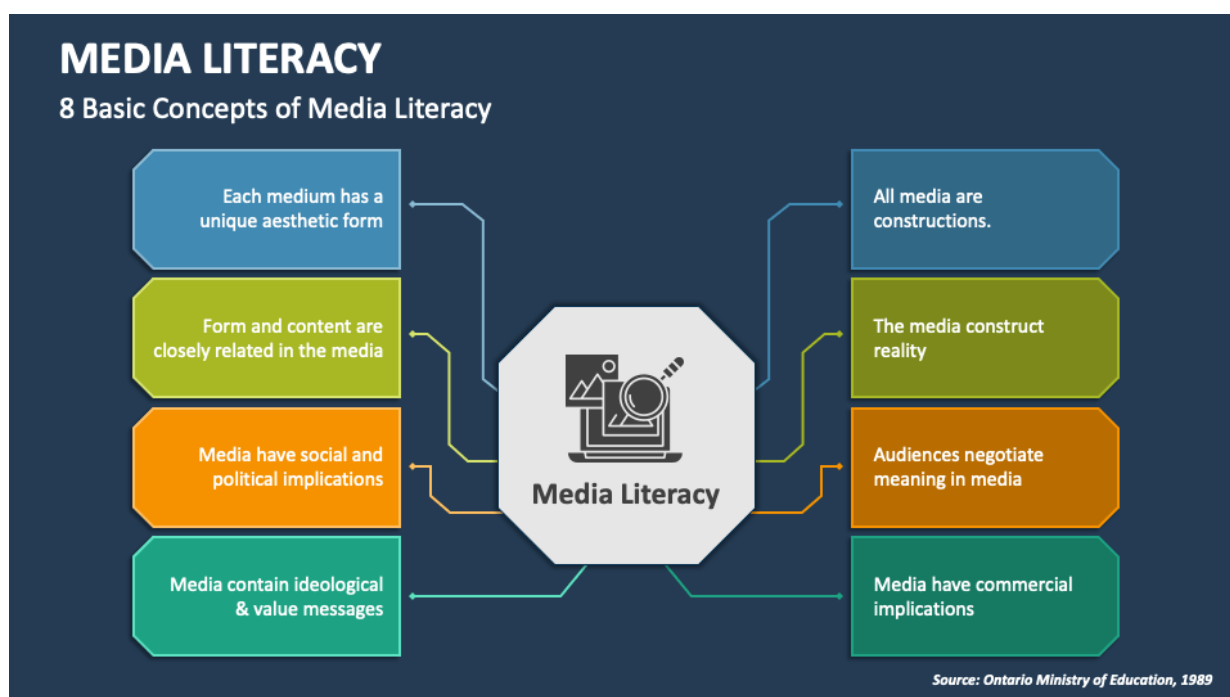 MEDIA LITERACY
8 Basic Concepts of Media Literacy
Each medium has a
unique aesthetic form
Form and content are
closely related in the media
Media have social and
political implications
Media contain ideological
& value messages
Media Literacy
All media are
constructions.
The media construct
reality
Audiences negotiate
meaning in media
Media have commercial
implications
Source: Ontario Ministry of Education, 1989